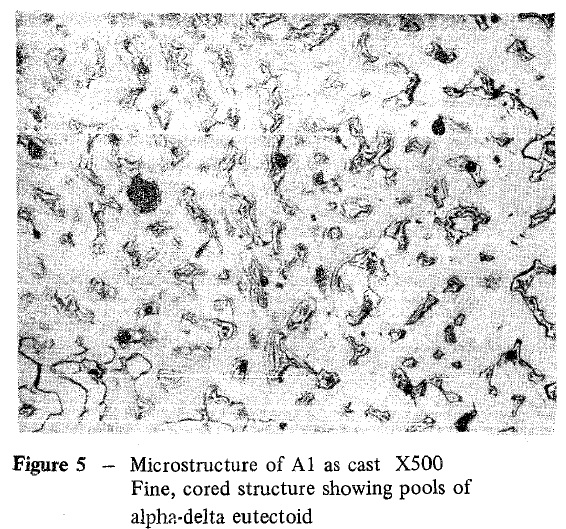 Figure 5 – Microstructure of A1 as cast X500
Fine, cored structure showing pools of
alpha-delta eutectoid